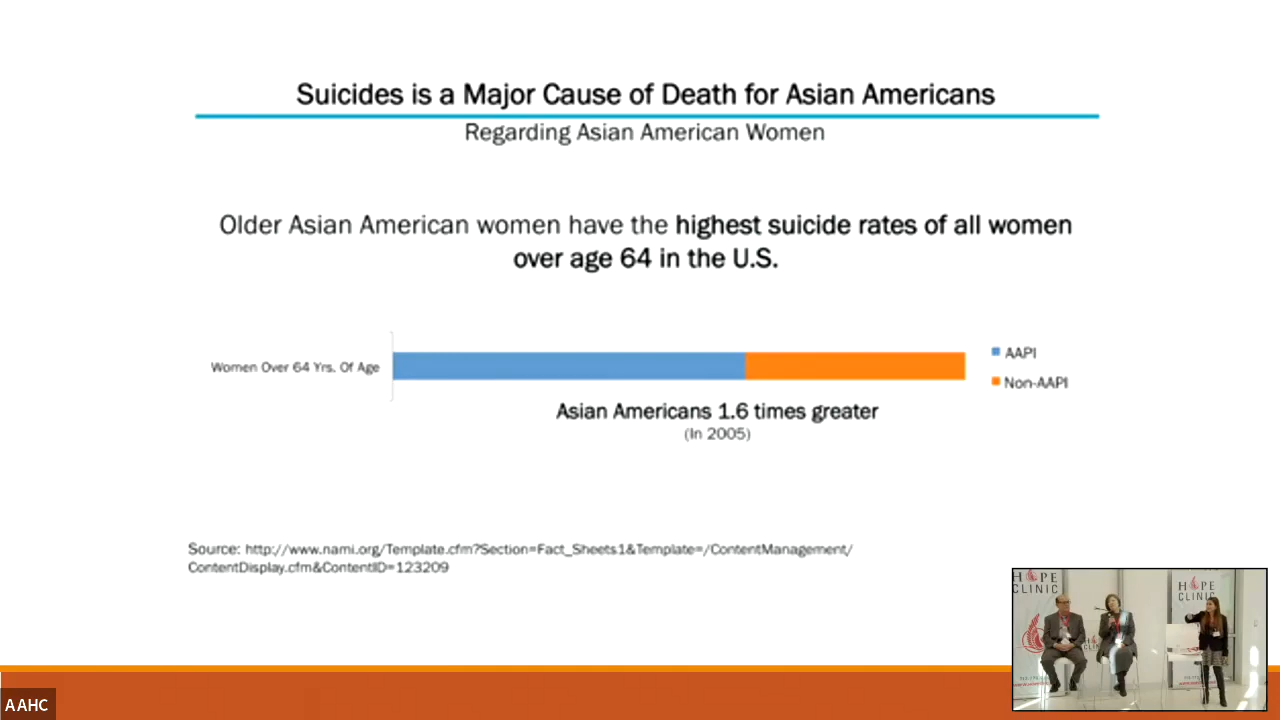 Suicides is a Major Cause of Death for Asian Americans
Regarding Asian American Women
Older Asian American women have the highest suicide rates of all women
over age 64 in the U.S.
Women Over 64 Yrs. Of Age
AAPI
Non-AAPI
Asian Americans 1.6 times greater
(In 2005)
Source: http://www.nami.org/Template.cfm?Section=Fact_Sheets1&Template=/ContentManagement/
ContentDisplay.cfm&ContentID=123209
HOPE
CLINIC
HOPE
CLINIC
AAHC